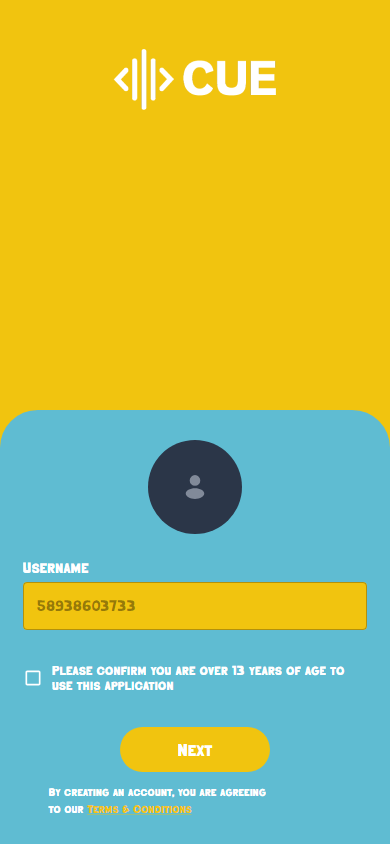 CUE
Username
58938603733
Please confirm you are over 13 years of age to
use this application
Next
By creating an account, you are agreeing
to our Terms & Conditions